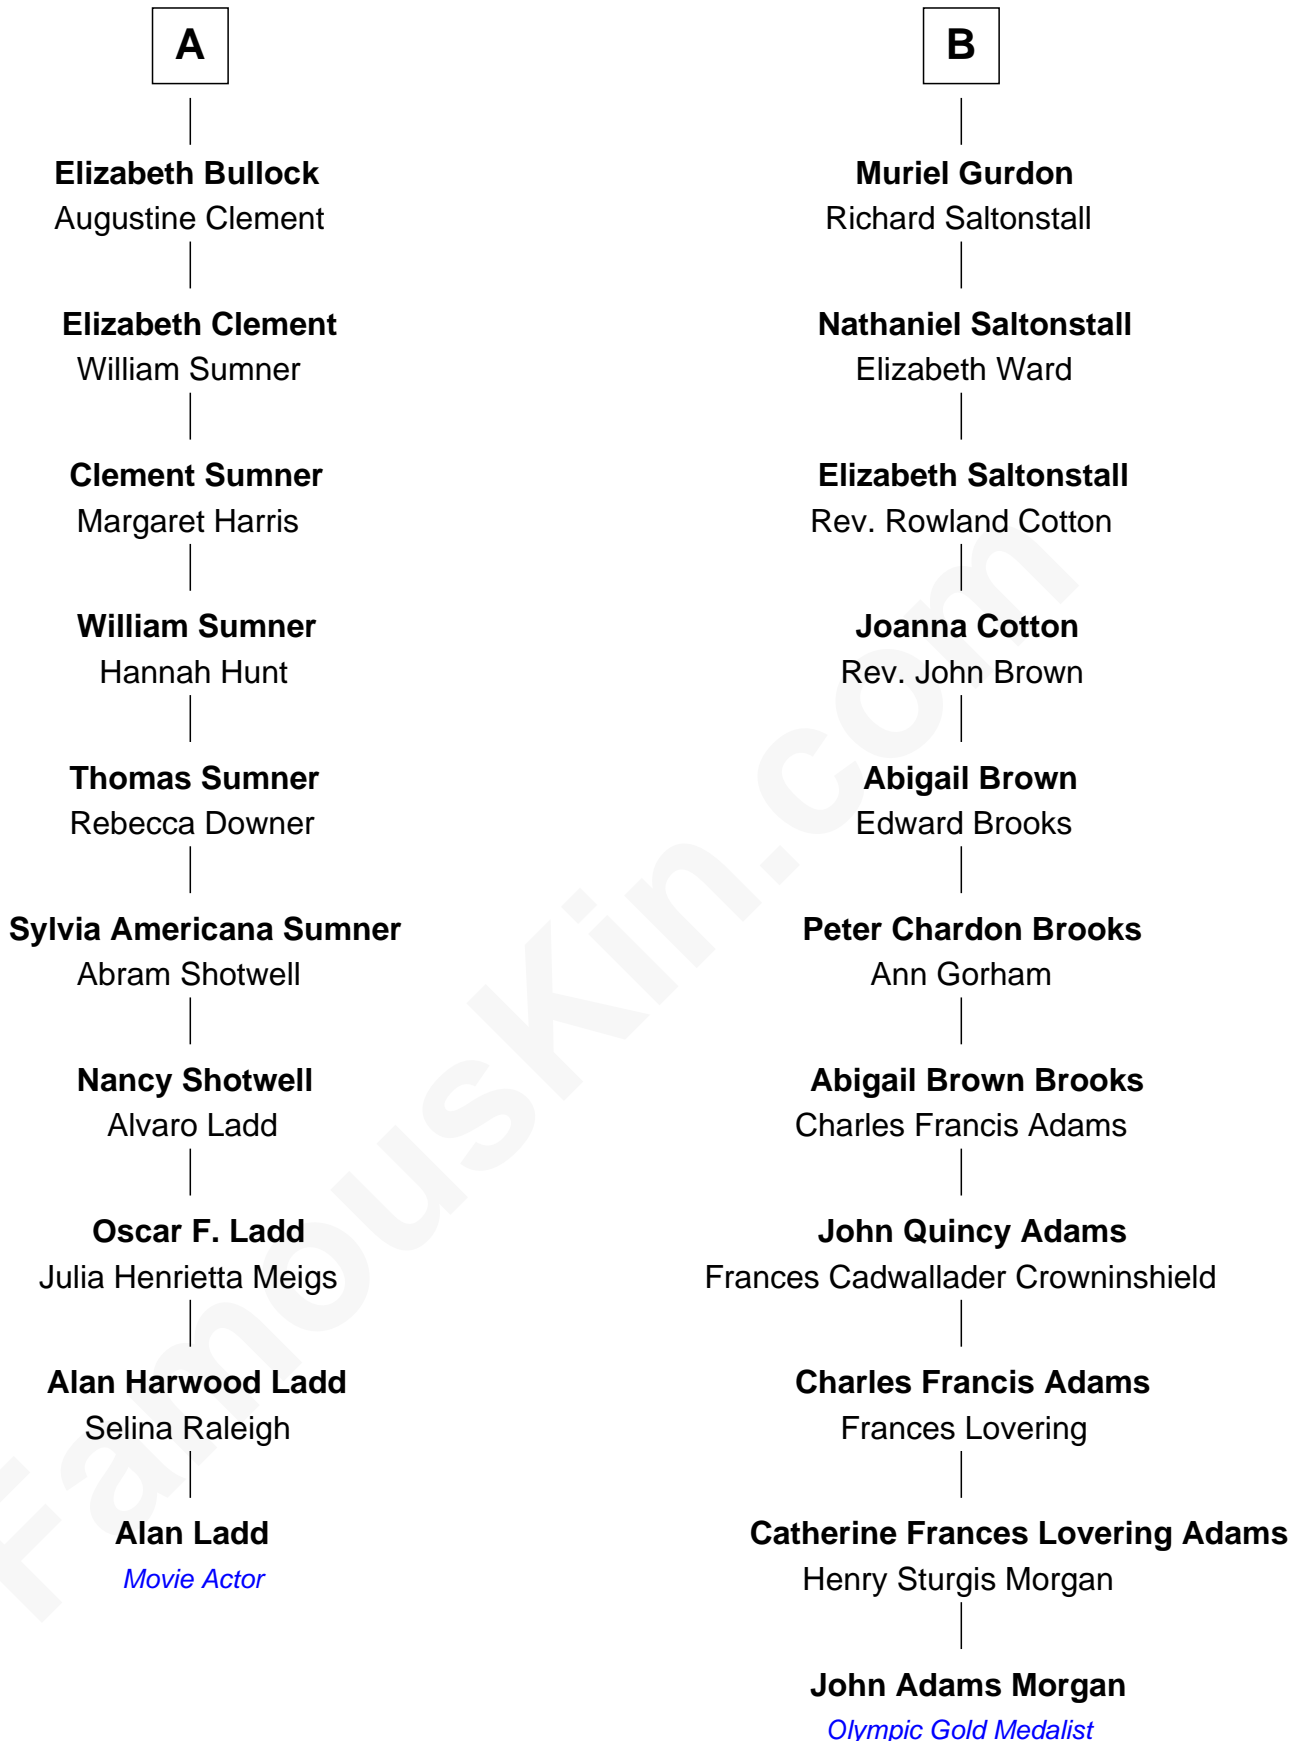 A
Elizabeth Bullock
Augustine Clement
Elizabeth Clement
William Sumner
Clement Sumner
Margaret Harris
William Sumner
Hannah Hunt
Thomas Sumner
Rebecca Downer
Sylvia Americana Sumner
Abram Shotwell
Nancy Shotwell
Alvaro Ladd
Oscar F. Ladd
Julia Henrietta Meigs
Alan Harwood Ladd
Selina Raleigh
Alan Ladd
Movie Actor
B
Muriel Gurdon
Richard Saltonstall
Nathaniel Saltonstall
Elizabeth Ward
Elizabeth Saltonstall
Rev. Rowland Cotton
Joanna Cotton
Rev. John Brown
Abigail Brown
Edward Brooks
Peter Chardon Brooks
Ann Gorham
Abigail Brown Brooks
Charles Francis Adams
John Quincy Adams
Frances Cadwallader Crowninshield
Charles Francis Adams
Frances Lovering
Catherine Frances Lovering Adams
Henry Sturgis Morgan
John Adams Morgan
Olympic Gold Medalist
FamousKin.com